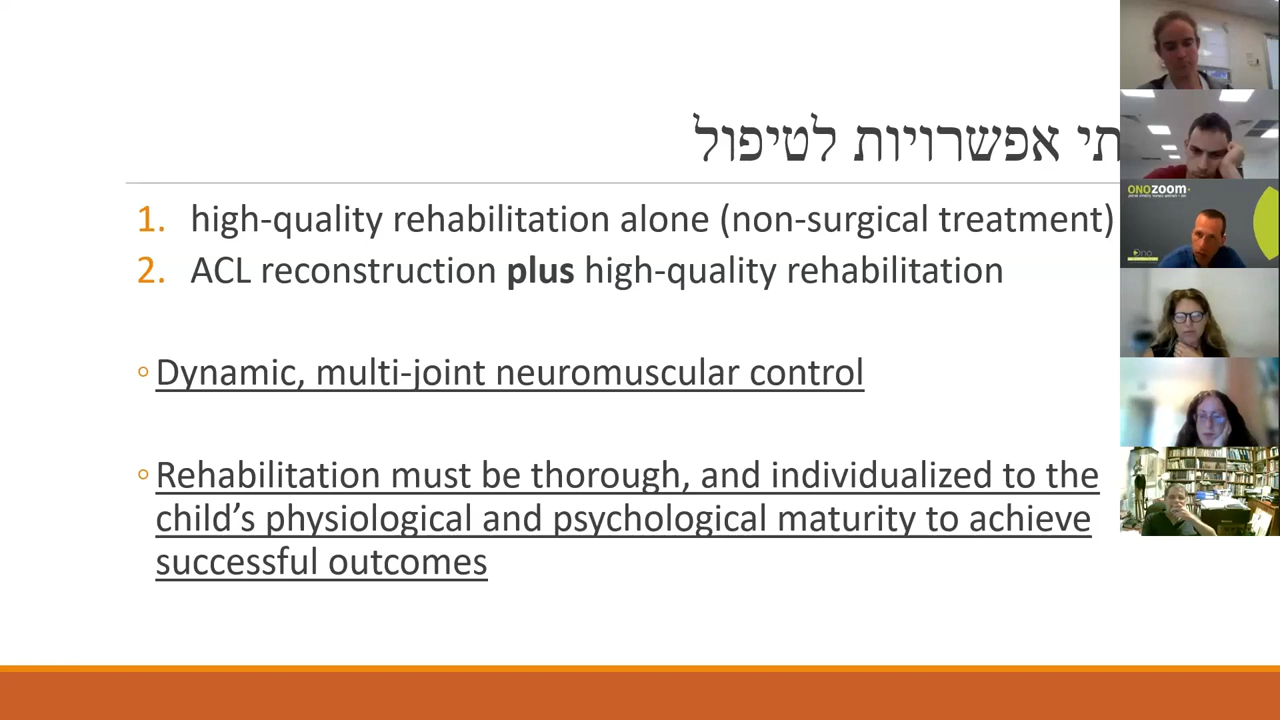 תי אפשרויות לטיפול
1. high-quality rehabilitation alone (non-surgical treatment)
2. ACL reconstruction plus high-quality rehabilitation
◦ Dynamic, multi-joint neuromuscular control
◦ Rehabilitation must be thorough, and individualized to the
child’s physiological and psychological maturity to achieve
successful outcomes
ONOZOOM
Ono